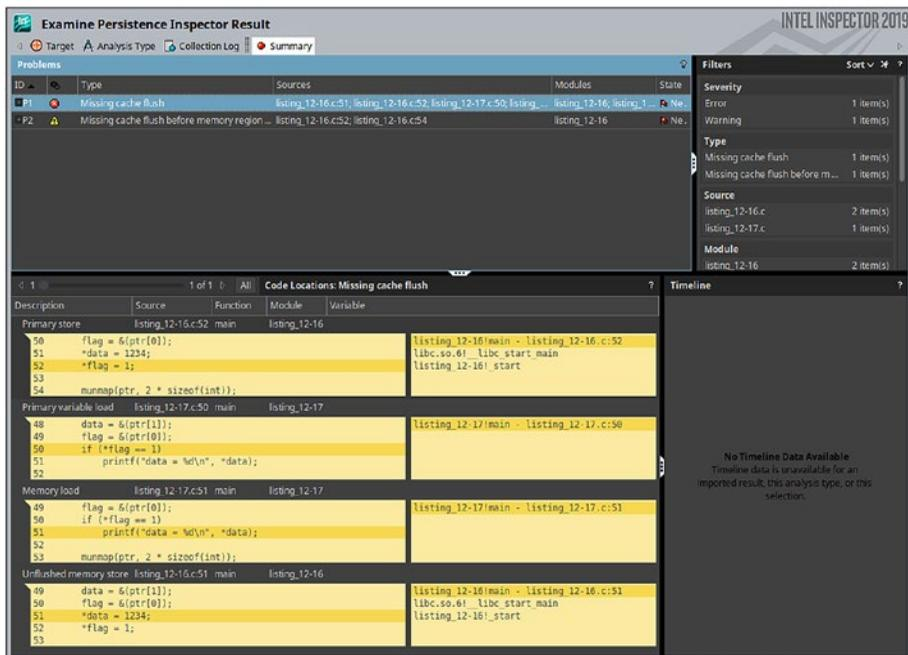 Examine Persistence Inspector Result
INTEL INSPECTOR 2019
Target Analysis Type Collection Log Summary
Problems
ID Type Sources Modules State
P1 Missing cache flush listing_12-16.c:51; listing_12-16.c:52; listing_12-17.c:50; listing_... listing_12-16; listing_1... Ne.
P2 Missing cache flush before memory region ... listing_12-16.c:52; listing_12-16.c:54 listing_12-16 Ne.
Filters Sort ?
Severity
Error 1 item(s)
Warning 1 item(s)
Type
Missing cache flush 1 item(s)
Missing cache flush before m... 1 item(s)
Source
listing_12-16.c 2 item(s)
listing_12-17.c 1 item(s)
Module
listing_12-16 2 item(s)
1 1 of 1 All Code Locations: Missing cache flush ?
Description Source Function Module Variable
Primary store listing_12-16.c:52 main listing_12-16
50 flag = &(ptr[0]); listing_12-16!main - listing_12-16.c:52
51 *data = 1234; libc.so.6!__libc_start_main
52 *flag = 1; listing_12-16!_start
53
54 munmap(ptr, 2 * sizeof(int));
Primary variable load listing_12-17.c:50 main listing_12-17
48 data = &(ptr[1]); listing_12-17!main - listing_12-17.c:50
49 flag = &(ptr[0]);
50 if (*flag == 1)
51 printf("data = %d\n", *data);
52
Memory load listing_12-17.c:51 main listing_12-17
49 flag = &(ptr[0]); listing_12-17!main - listing_12-17.c:51
50 if (*flag == 1)
51 printf("data = %d\n", *data);
52
53 munmap(ptr, 2 * sizeof(int));
Unflushed memory store listing_12-16.c:51 main listing_12-16
49 data = &(ptr[1]); listing_12-16!main - listing_12-16.c:51
50 flag = &(ptr[0]); libc.so.6!__libc_start_main
51 *data = 1234; listing_12-16!_start
52 *flag = 1;
53
Timeline ?
No Timeline Data Available
Timeline data is unavailable for an
imported result, this analysis type, or this
selection.